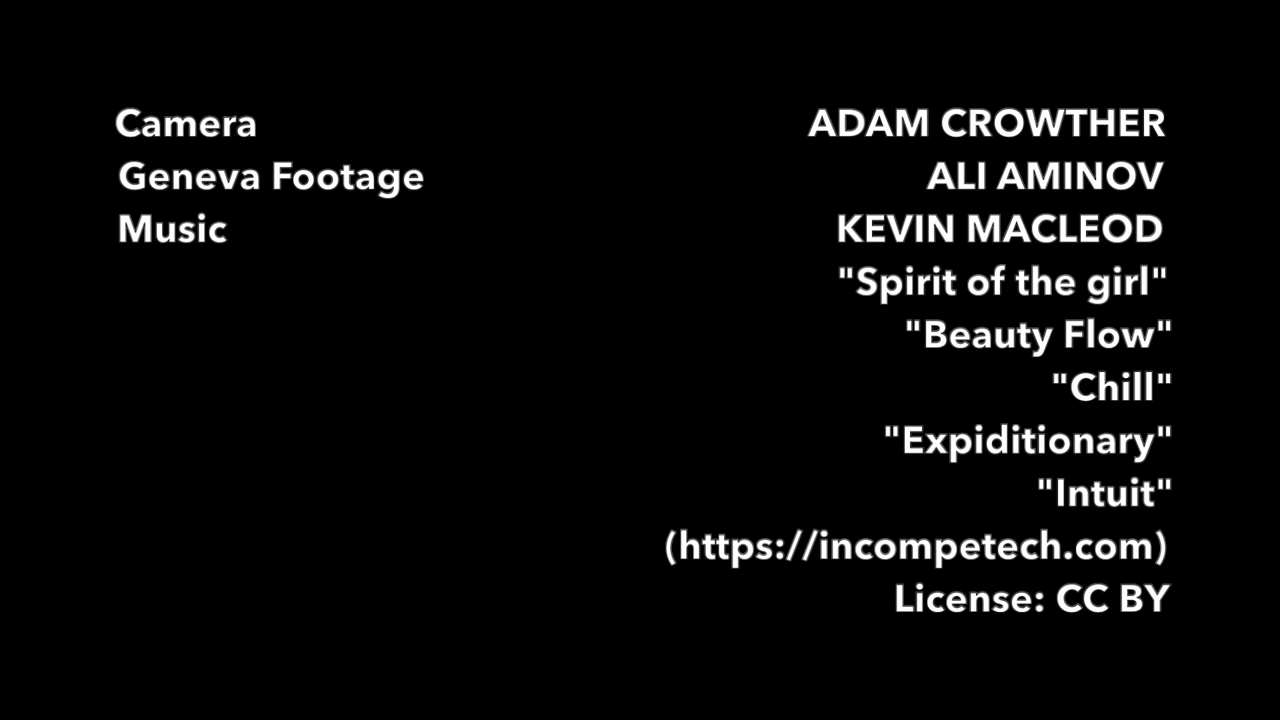 Camera ADAM CROWTHER
Geneva Footage ALI AMINOV
Music KEVIN MACLEOD
"Spirit of the girl"
"Beauty Flow"
"Chill"
"Expiditionary"
"Intuit"
(https://incompetech.com)
License: CC BY